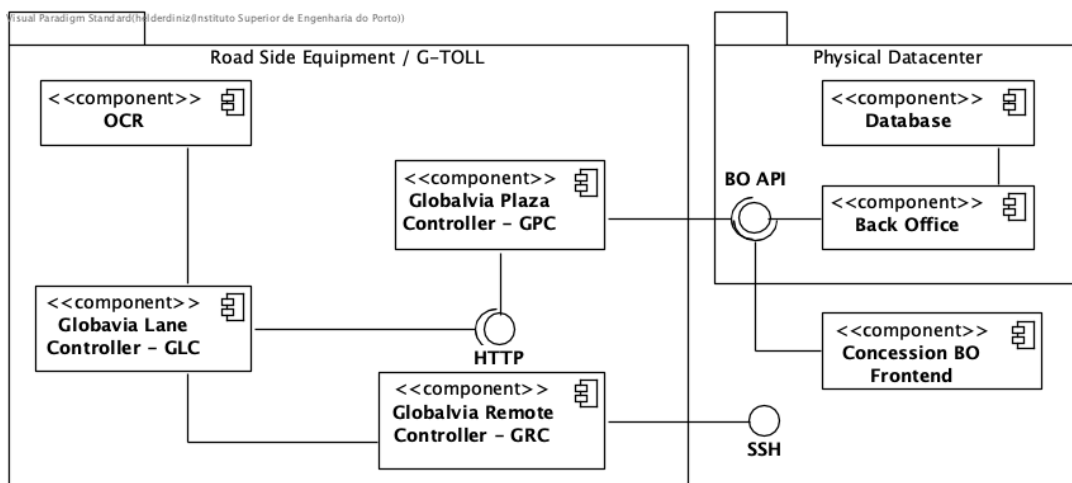 Visual Paradigm Standard(helderdiniz(Instituto Superior de Engenharia do Porto))
Road Side Equipment / G-TOLL
Physical Datacenter
<<component>>
OCR
<<component>>
Database
<<component>>
Globalvia Plaza
Controller – GPC
BO API
<<component>>
Back Office
<<component>>
Globavia Lane
Controller – GLC
HTTP
<<component>>
Concession BO
Frontend
<<component>>
Globalvia Remote
Controller – GRC
SSH